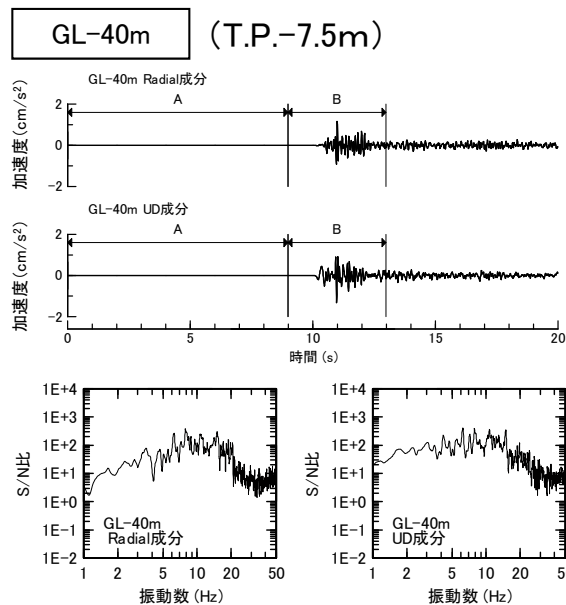 GL-40m (T.P.-7.5m)
GL-40m Radial成分
A B
加速度(cm/s²)
2
0
-2
GL-40m UD成分
A B
加速度(cm/s²)
2
0
-2
0 5 10 15 20
時間(s)
1E+4
1E+3
1E+2
1E+1
1E+0
1E-1
1E-2
S/N比
GL-40m
Radial成分
1 2 5 10 20 50
振動数(Hz)
1E+4
1E+3
1E+2
1E+1
1E+0
1E-1
1E-2
S/N比
GL-40m
UD成分
1 2 5 10 20 5
振動数(Hz)